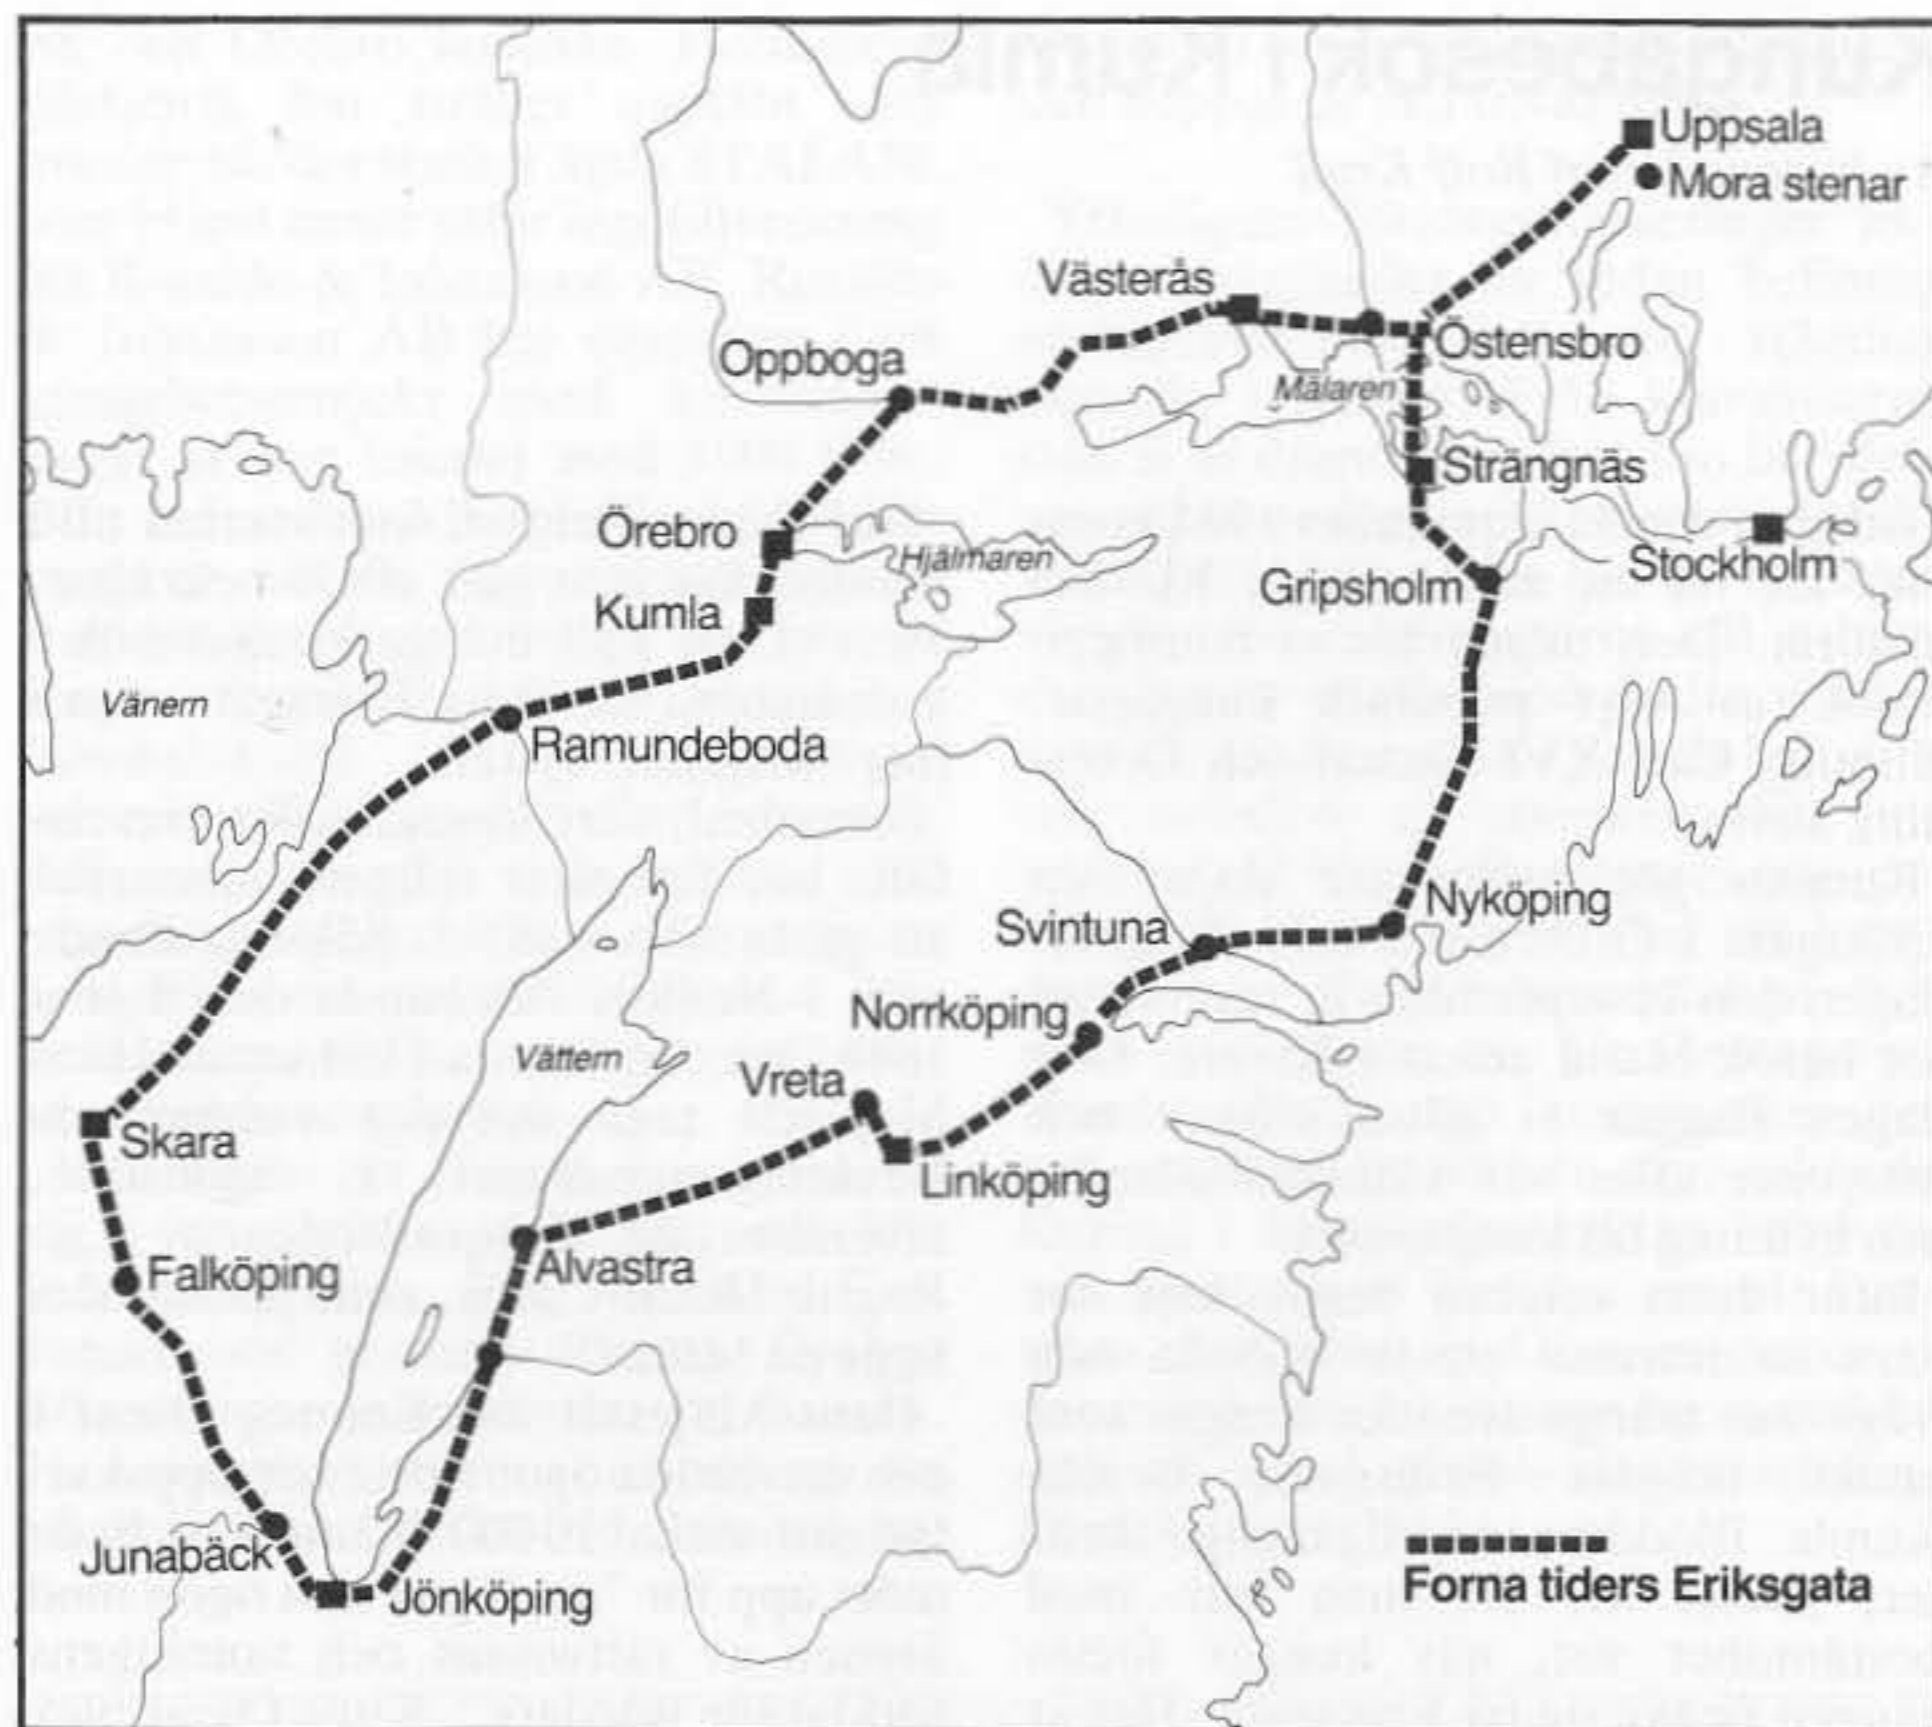 Uppsala
Mora stenar
Västerås
Östensbro
Oppboga
Mälaren
Strängnäs
Örebro
Hjälmaren
Stockholm
Gripsholm
Kumla
Vänern
Ramundeboda
Nyköping
Svintuna
Norrköping
Vättern
Vreta
Skara
Linköping
Alvastra
Falköping
Junabäck
Jönköping
Forna tiders Eriksgata